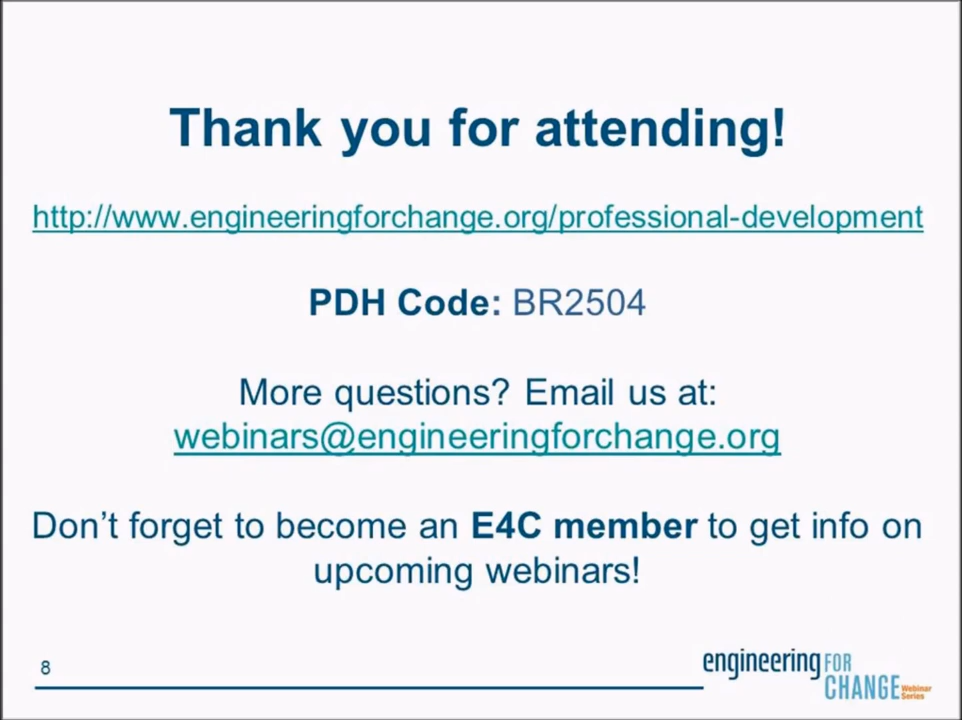 Thank you for attending!
http://www.engineeringforchange.org/professional-development
PDH Code: BR2504
More questions? Email us at:
webinars@engineeringforchange.org
Don’t forget to become an E4C member to get info on
upcoming webinars!
8
engineering FOR
CHANGE Webinar
Series